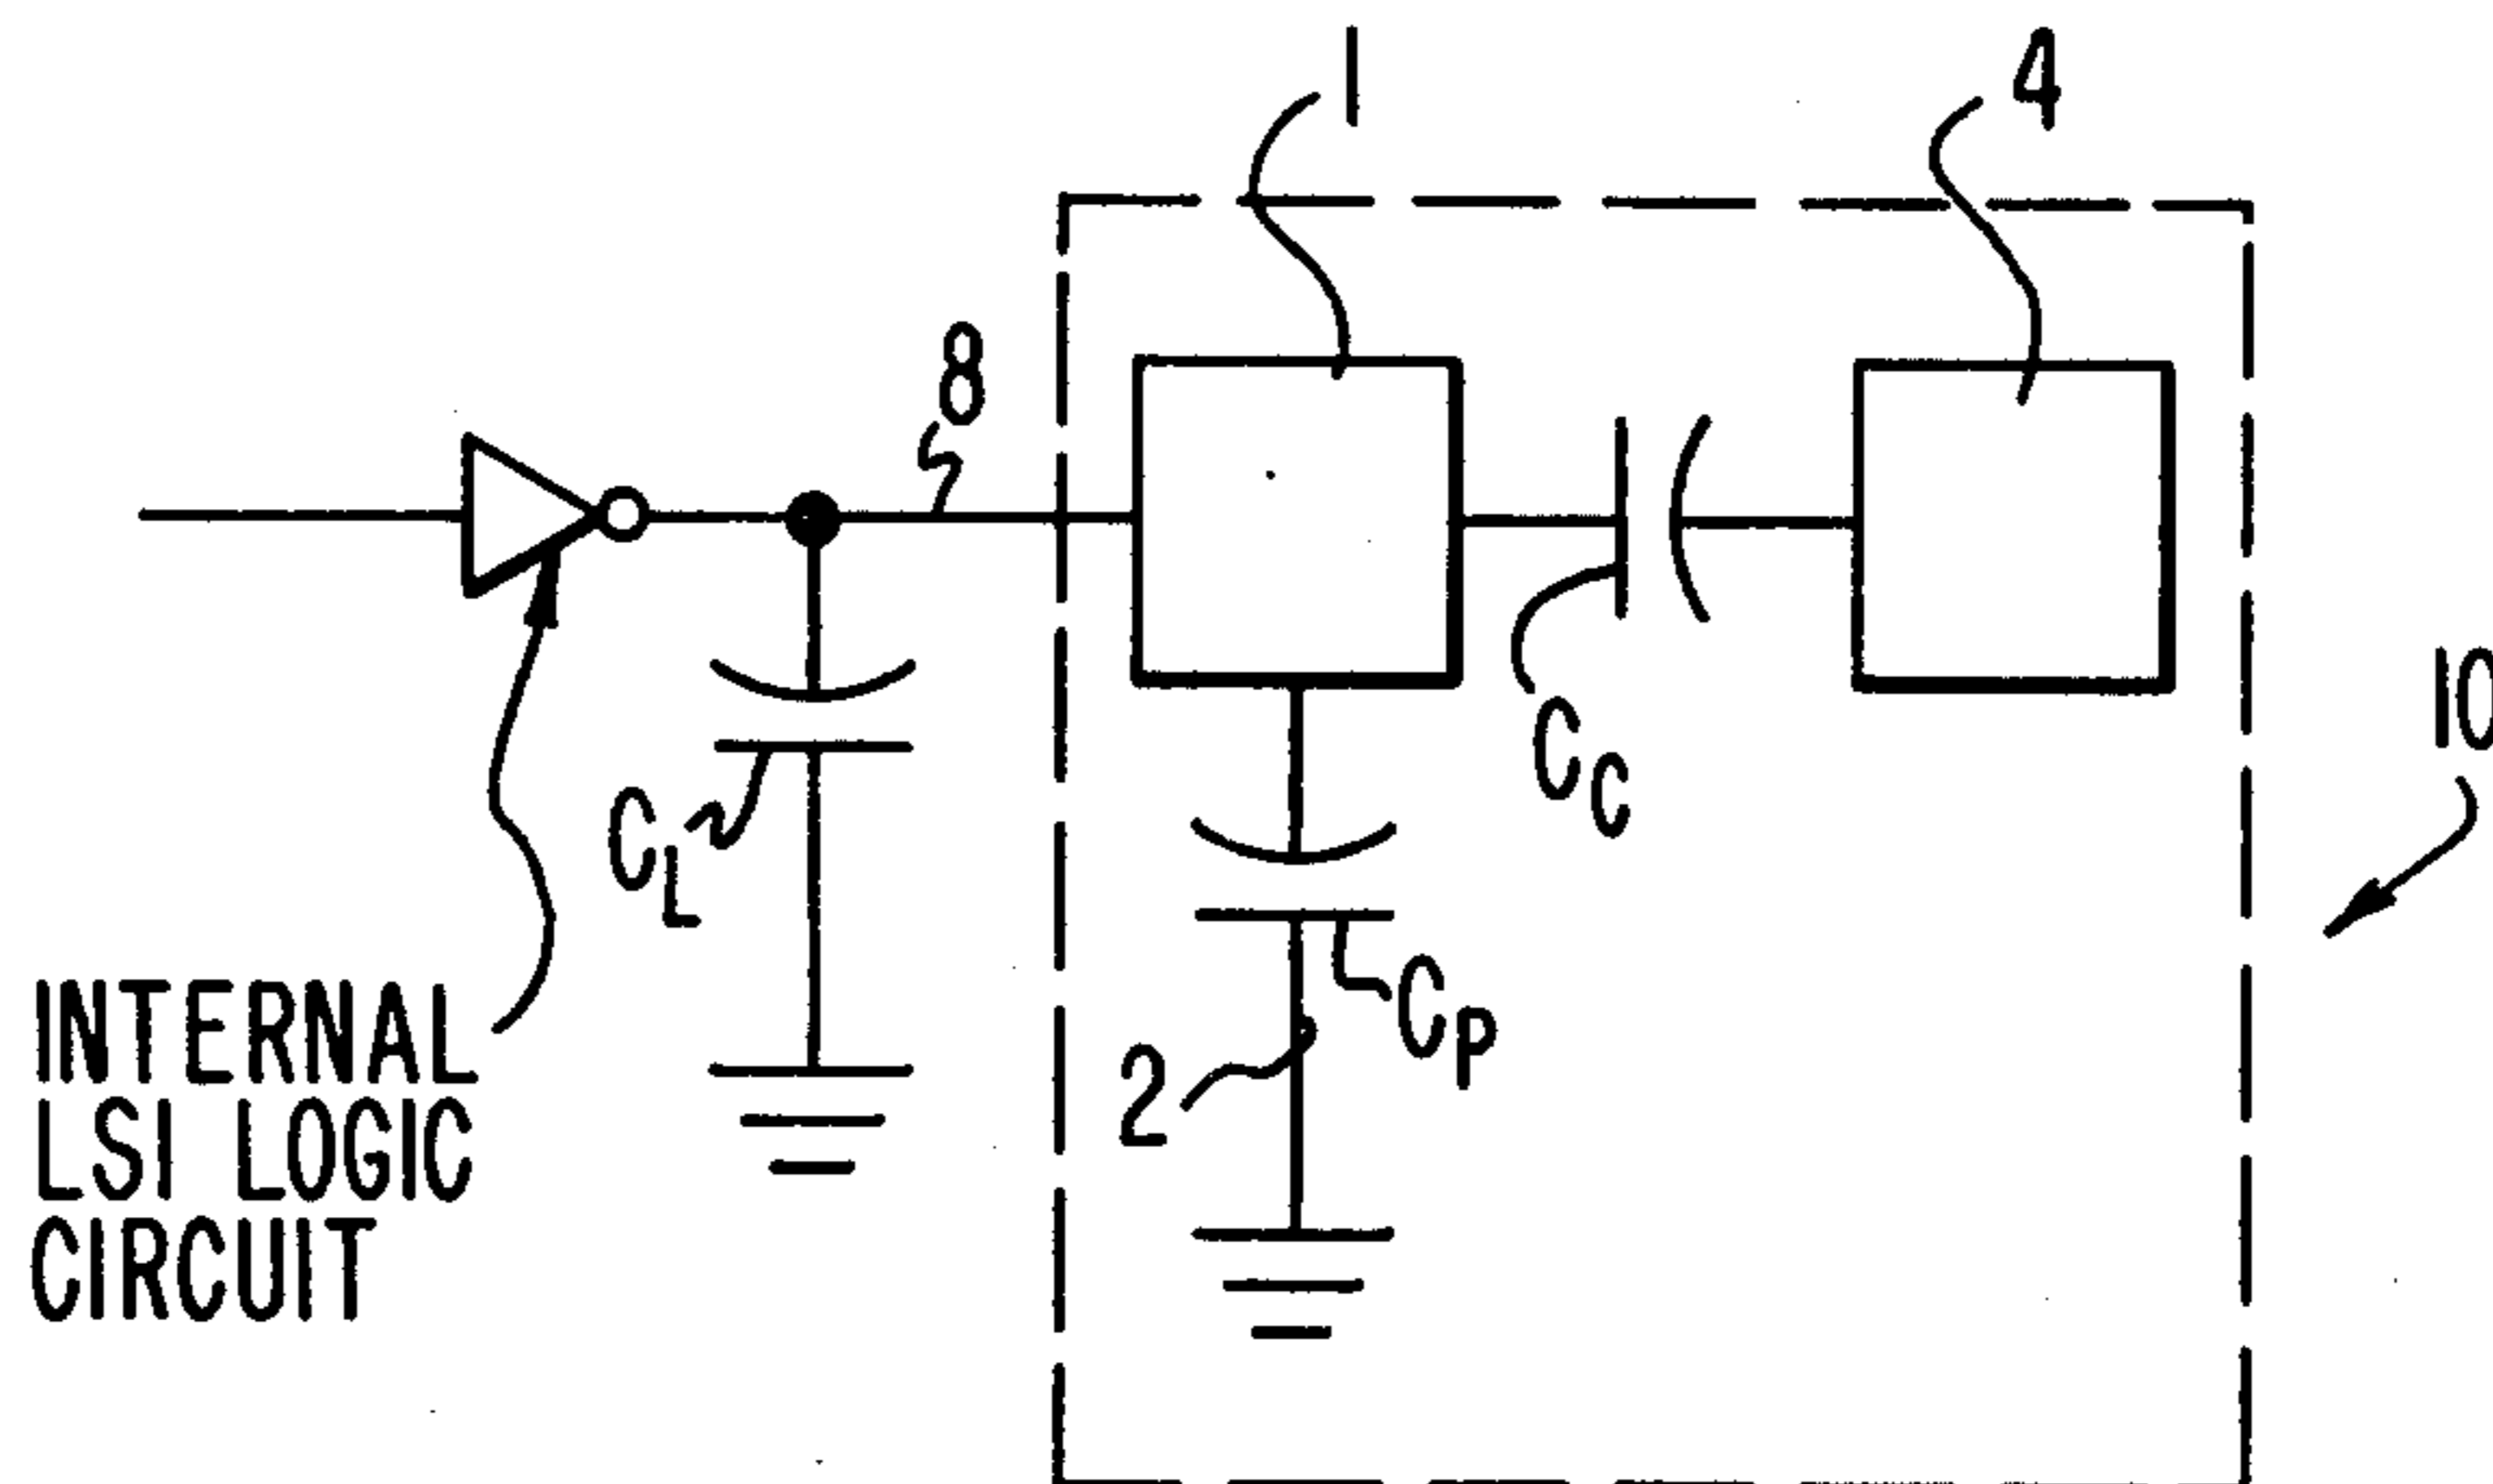 1
4
8
10
C_L
C_C
C_P
2
INTERNAL
LSI LOGIC
CIRCUIT